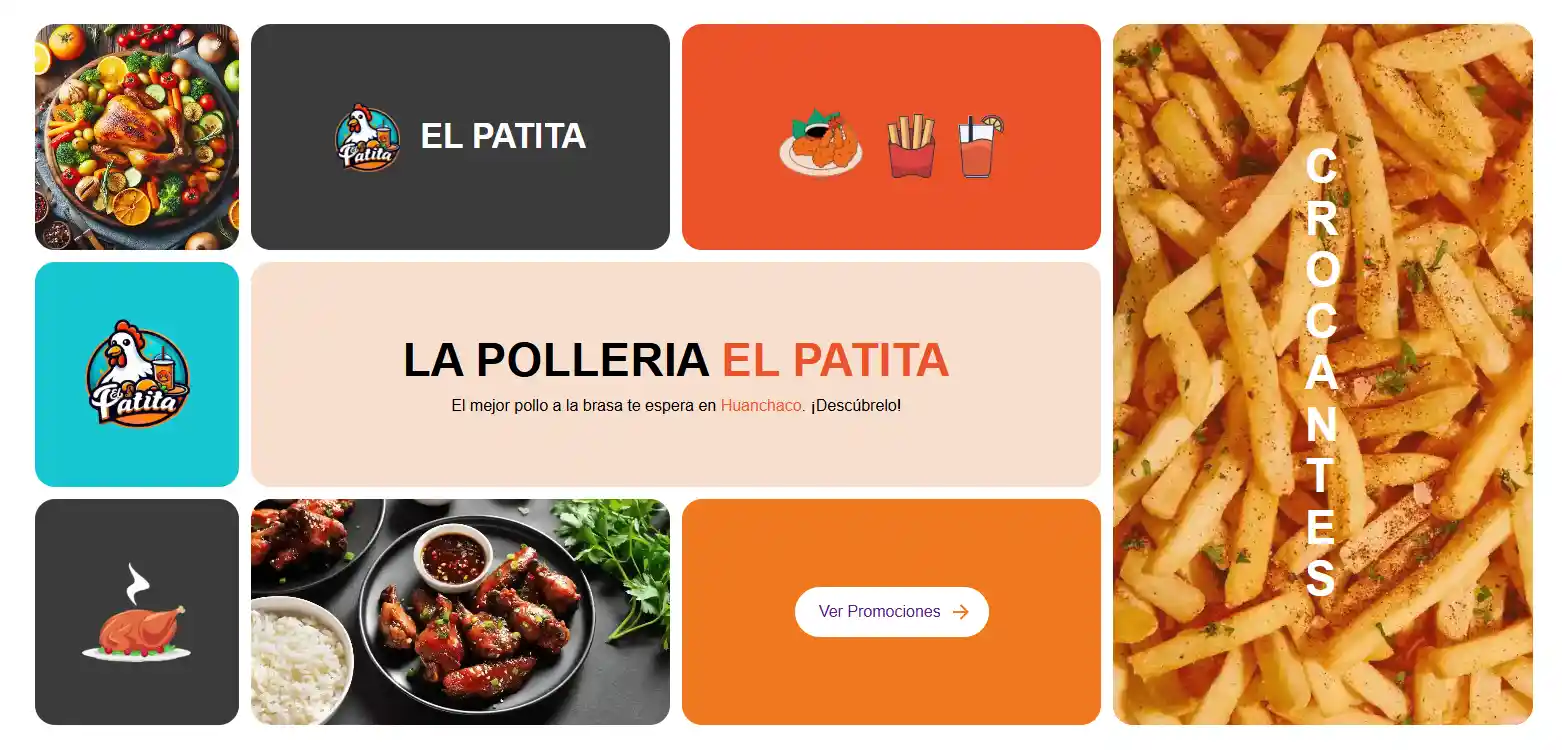 El
Patita
EL PATITA
CROCANTES
El
Patita
LA POLLERIA EL PATITA
El mejor pollo a la brasa te espera en Huanchaco. ¡Descúbrelo!
Ver Promociones